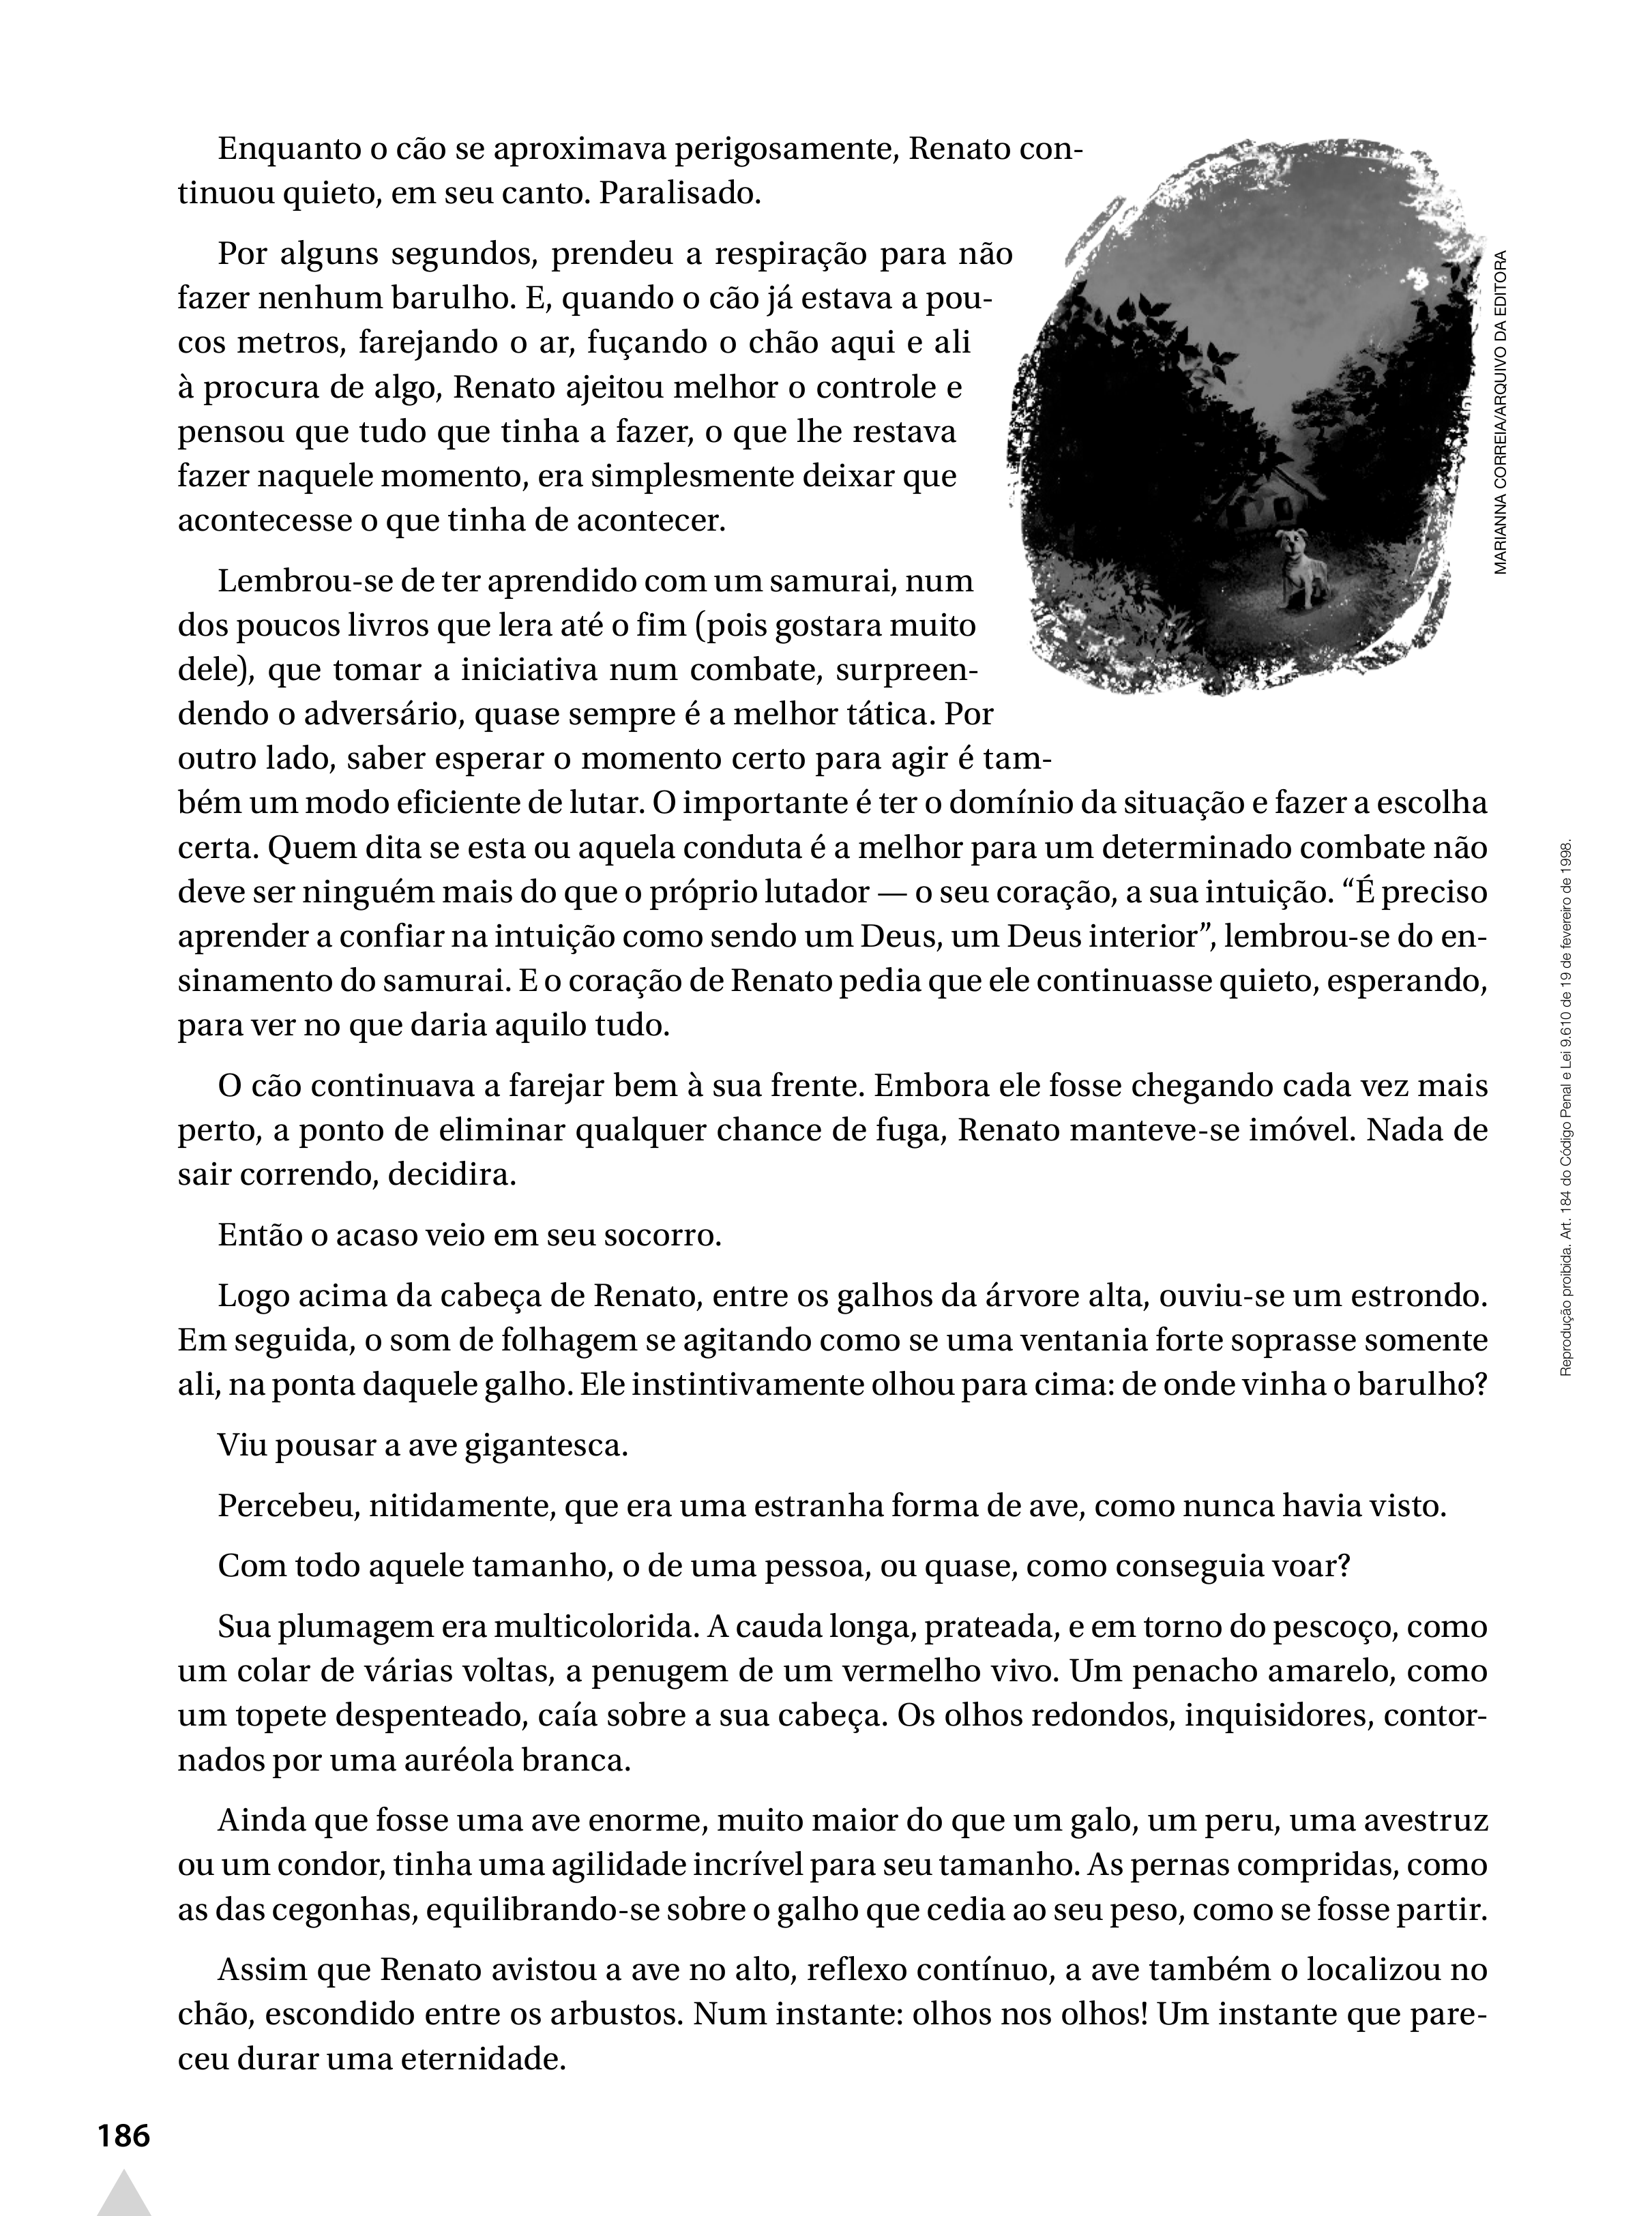 Enquanto o cão se aproximava perigosamente, Renato con-
tinuou quieto, em seu canto. Paralisado.
Por alguns segundos, prendeu a respiração para não
fazer nenhum barulho. E, quando o cão já estava a pou-
cos metros, farejando o ar, fuçando o chão aqui e ali
à procura de algo, Renato ajeitou melhor o controle e
pensou que tudo que tinha a fazer, o que lhe restava
fazer naquele momento, era simplesmente deixar que
acontecesse o que tinha de acontecer.
Lembrou-se de ter aprendido com um samurai, num
dos poucos livros que lera até o fim (pois gostara muito
dele), que tomar a iniciativa num combate, surpreen-
dendo o adversário, quase sempre é a melhor tática. Por
outro lado, saber esperar o momento certo para agir é tam-
bém um modo eficiente de lutar. O importante é ter o domínio da situação e fazer a escolha
certa. Quem dita se esta ou aquela conduta é a melhor para um determinado combate não
deve ser ninguém mais do que o próprio lutador — o seu coração, a sua intuição. “É preciso
aprender a confiar na intuição como sendo um Deus, um Deus interior”, lembrou-se do en-
sinamento do samurai. E o coração de Renato pedia que ele continuasse quieto, esperando,
para ver no que daria aquilo tudo.
O cão continuava a farejar bem à sua frente. Embora ele fosse chegando cada vez mais
perto, a ponto de eliminar qualquer chance de fuga, Renato manteve-se imóvel. Nada de
sair correndo, decidira.
Então o acaso veio em seu socorro.
Logo acima da cabeça de Renato, entre os galhos da árvore alta, ouviu-se um estrondo.
Em seguida, o som de folhagem se agitando como se uma ventania forte soprasse somente
ali, na ponta daquele galho. Ele instintivamente olhou para cima: de onde vinha o barulho?
Viu pousar a ave gigantesca.
Percebeu, nitidamente, que era uma estranha forma de ave, como nunca havia visto.
Com todo aquele tamanho, o de uma pessoa, ou quase, como conseguia voar?
Sua plumagem era multicolorida. A cauda longa, prateada, e em torno do pescoço, como
um colar de várias voltas, a penugem de um vermelho vivo. Um penacho amarelo, como
um topete despenteado, caía sobre a sua cabeça. Os olhos redondos, inquisidores, contor-
nados por uma auréola branca.
Ainda que fosse uma ave enorme, muito maior do que um galo, um peru, uma avestruz
ou um condor, tinha uma agilidade incrível para seu tamanho. As pernas compridas, como
as das cegonhas, equilibrando-se sobre o galho que cedia ao seu peso, como se fosse partir.
Assim que Renato avistou a ave no alto, reflexo contínuo, a ave também o localizou no
chão, escondido entre os arbustos. Num instante: olhos nos olhos! Um instante que pare-
ceu durar uma eternidade.
MARIANNA CORREIA/ARQUIVO DA EDITORA
Reprodução proibida. Art. 184 do Código Penal e Lei 9.610 de 19 de fevereiro de 1998.
186